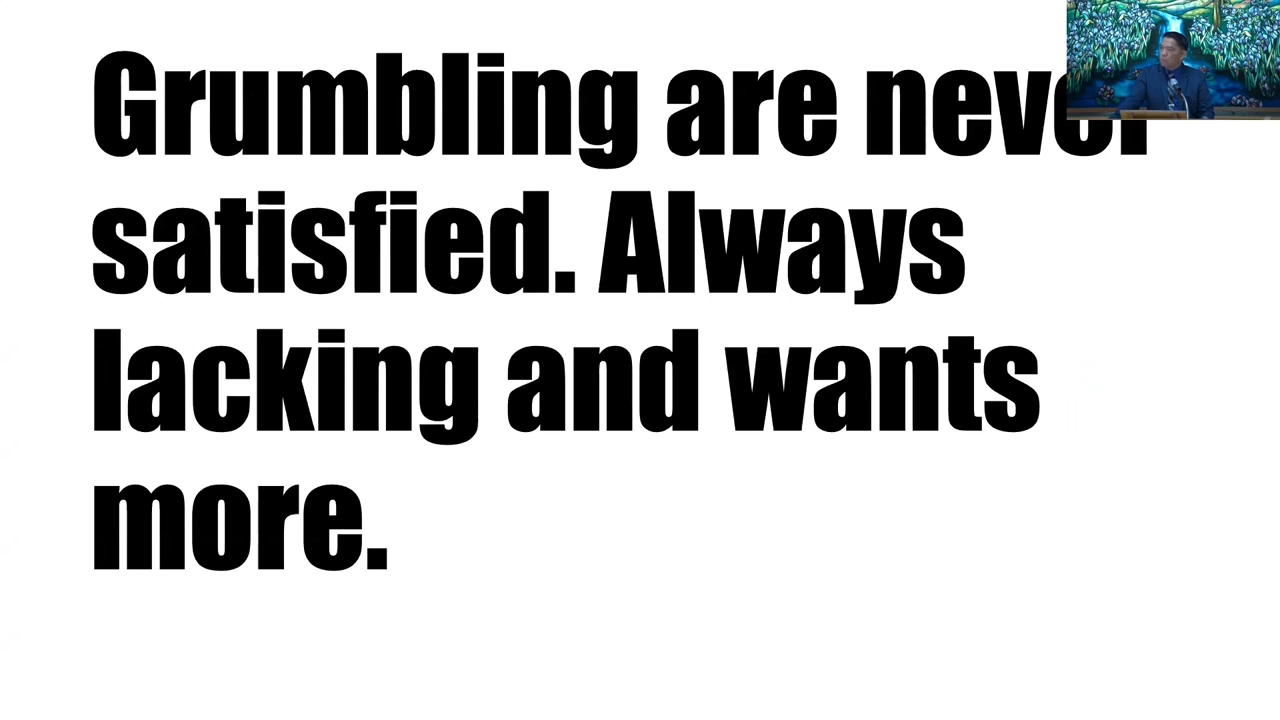 Grumbling are never
satisfied. Always
lacking and wants
more.